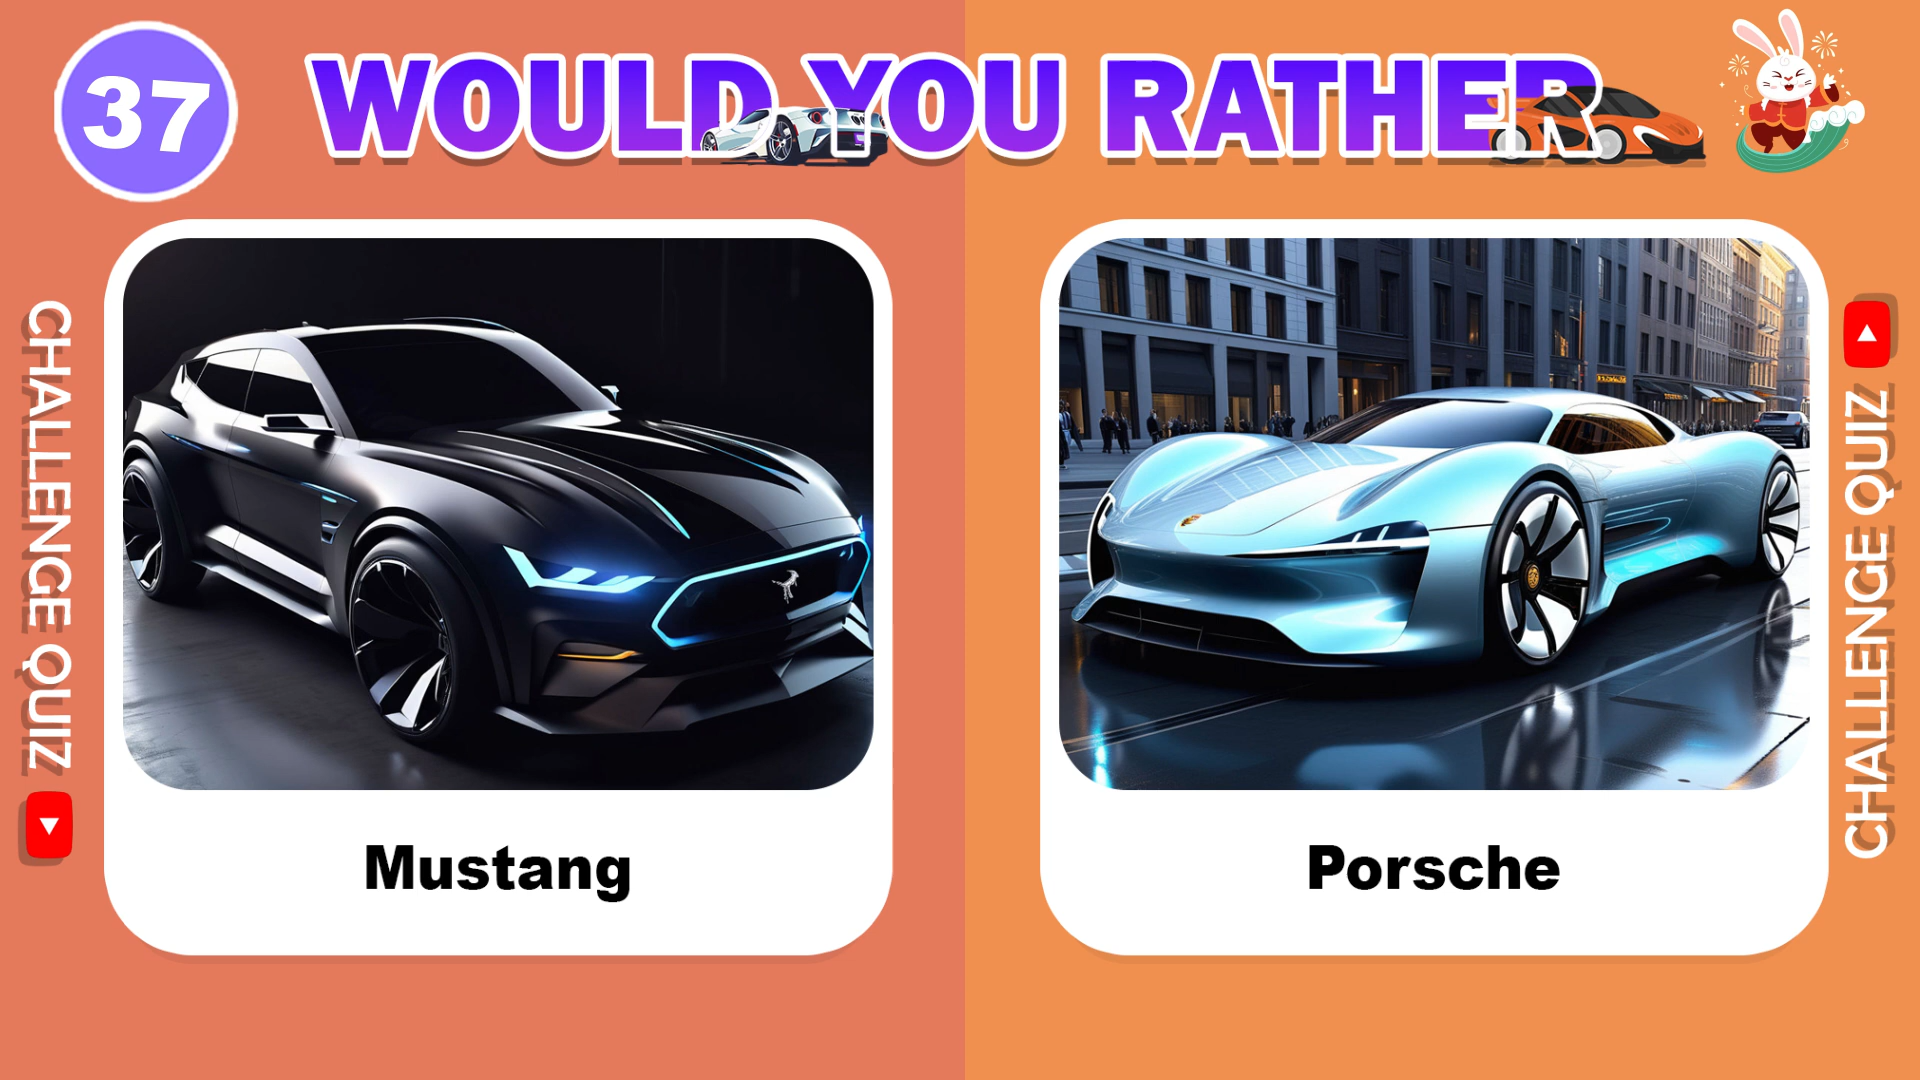 37
WOULD YOU RATHER
CHALLENGE QUIZ
Mustang
Porsche
CHALLENGE QUIZ